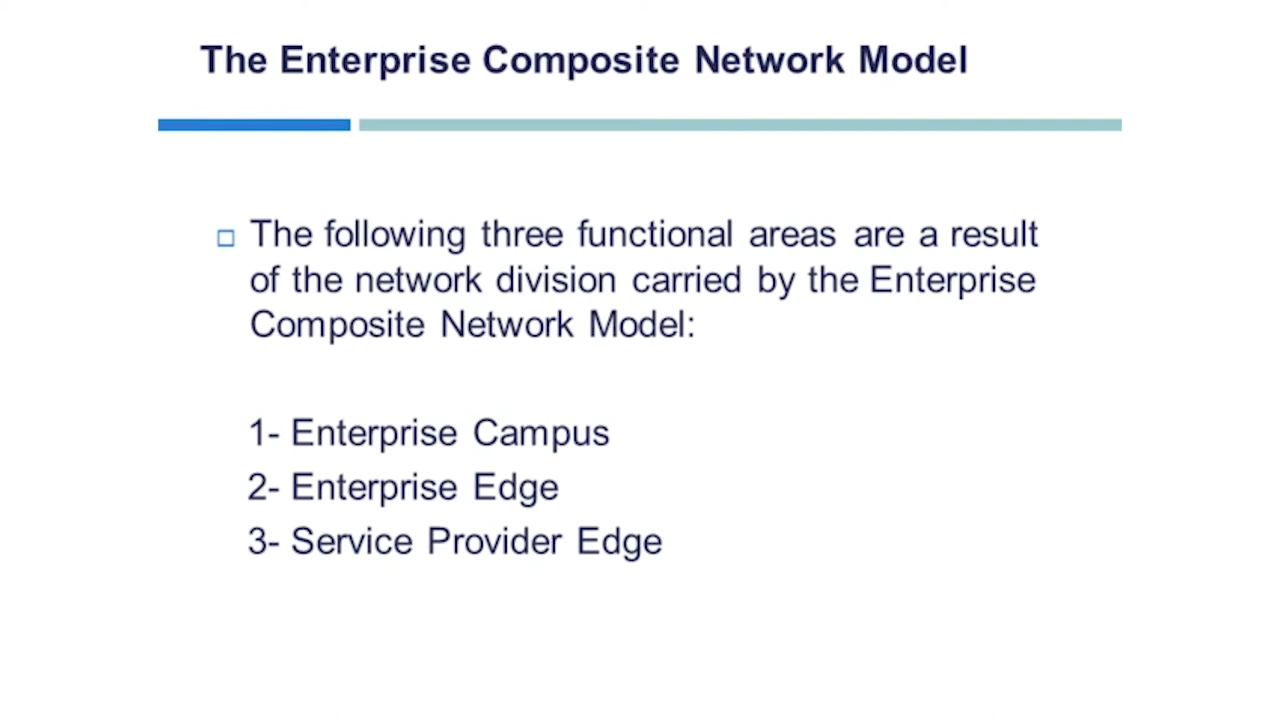 The Enterprise Composite Network Model
The following three functional areas are a result
of the network division carried by the Enterprise
Composite Network Model:
1- Enterprise Campus
2- Enterprise Edge
3- Service Provider Edge